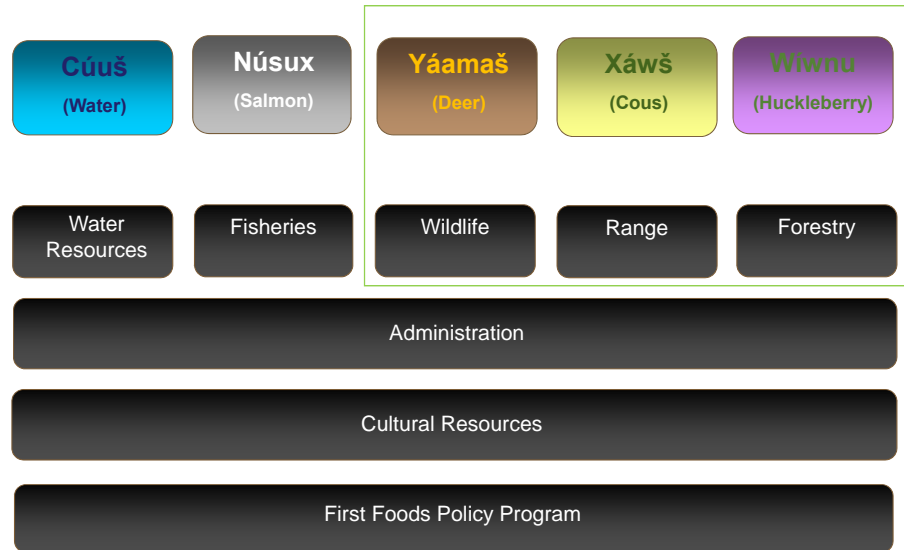 Cúuš
(Water)
Núsux
(Salmon)
Yáamaš
(Deer)
Xáwš
(Cous)
Wíwnu
(Huckleberry)
Water
Resources
Fisheries
Wildlife
Range
Forestry
Administration
Cultural Resources
First Foods Policy Program